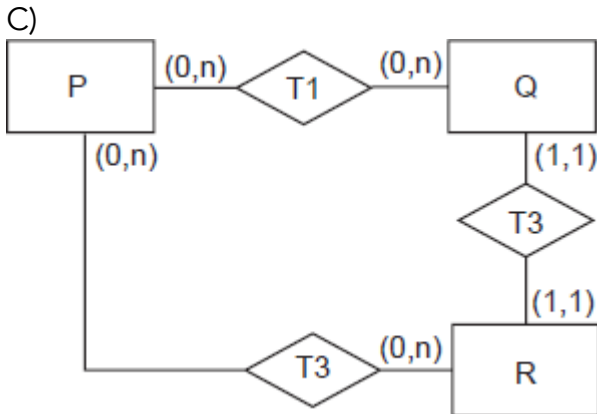 C)
P (0,n) T1 (0,n) Q
(0,n) (1,1)
T3
(1,1)
T3 (0,n) R